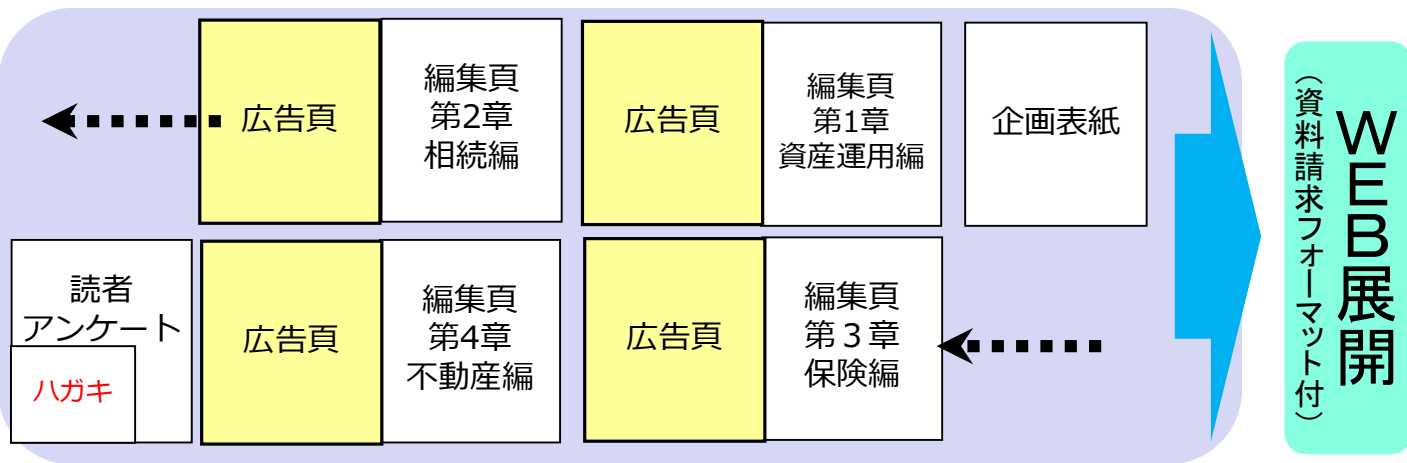 企画表紙
編集頁
第1章
資産運用編
広告頁
編集頁
第2章
相続編
広告頁
編集頁
第３章
保険編
広告頁
編集頁
第4章
不動産編
広告頁
読者
アンケート
ハガキ
ＷＥＢ展開
（資料請求フォーマット付）